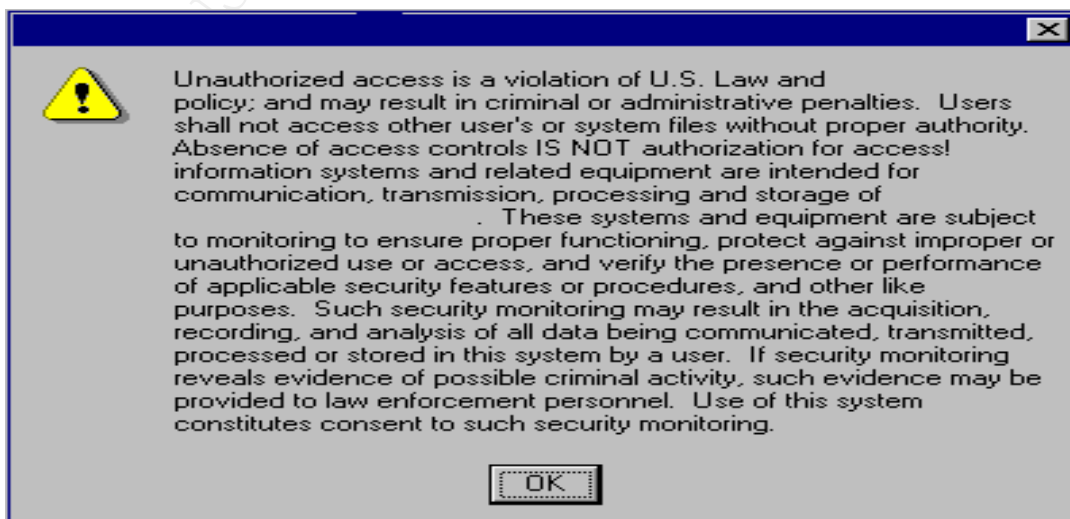 Unauthorized access is a violation of U.S. Law and
policy; and may result in criminal or administrative penalties. Users
shall not access other user's or system files without proper authority.
Absence of access controls IS NOT authorization for access!
information systems and related equipment are intended for
communication, transmission, processing and storage of
. These systems and equipment are subject
to monitoring to ensure proper functioning, protect against improper or
unauthorized use or access, and verify the presence or performance
of applicable security features or procedures, and other like
purposes. Such security monitoring may result in the acquisition,
recording, and analysis of all data being communicated, transmitted,
processed or stored in this system by a user. If security monitoring
reveals evidence of possible criminal activity, such evidence may be
provided to law enforcement personnel. Use of this system
constitutes consent to such security monitoring.
OK